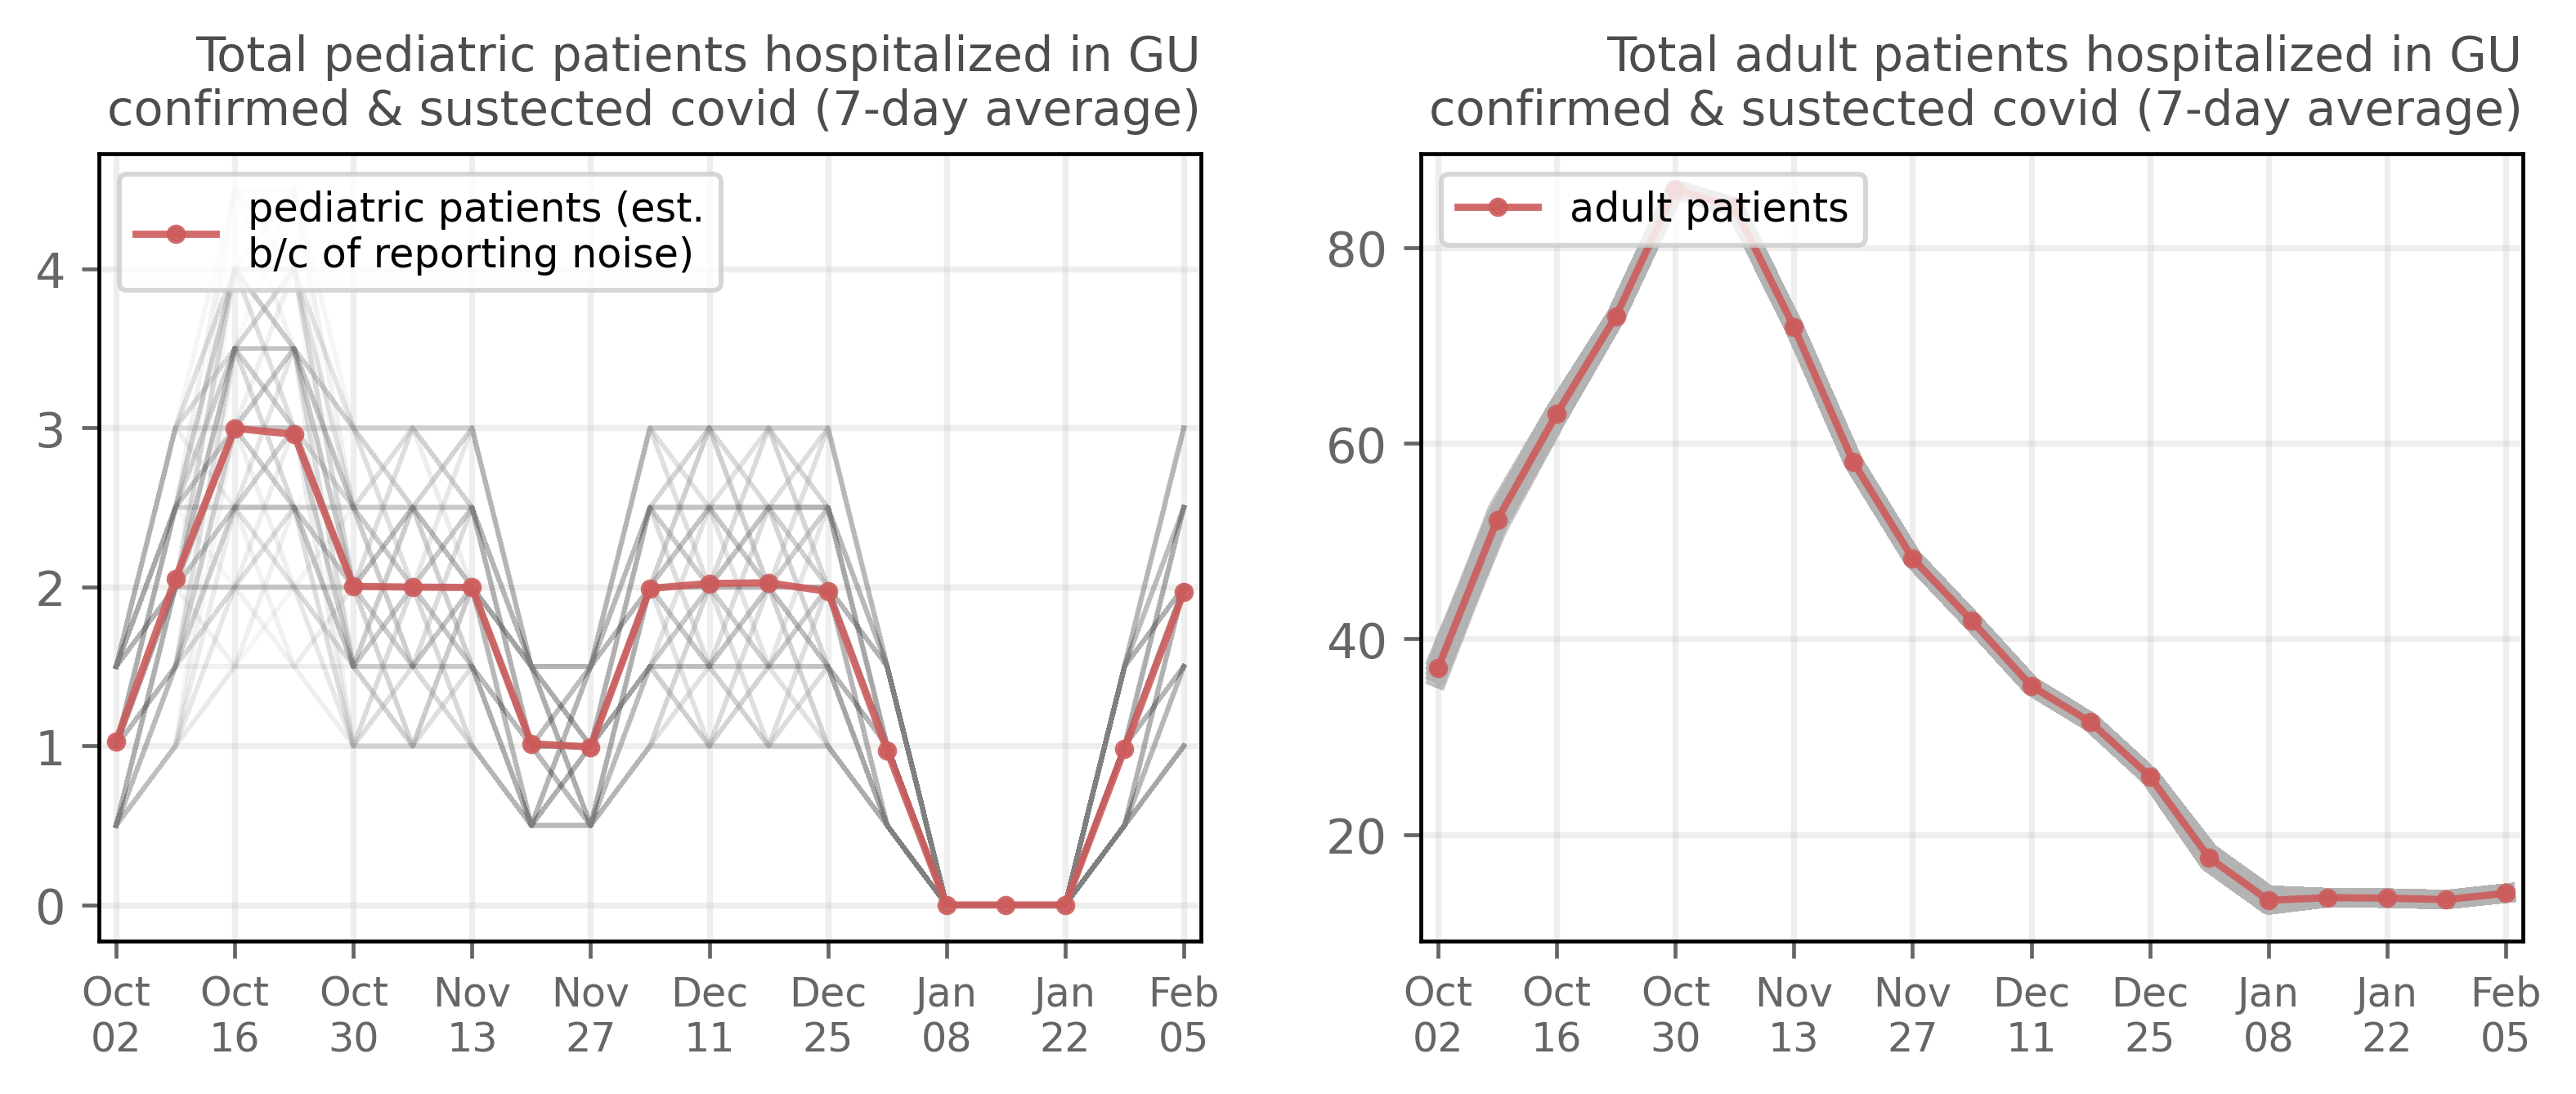 Total pediatric patients hospitalized in GU
confirmed & sustected covid (7-day average)
pediatric patients (est.
b/c of reporting noise)
4
3
2
1
0
Oct Oct Oct Nov Nov Dec Dec Jan Jan Feb
02 16 30 13 27 11 25 08 22 05
Total adult patients hospitalized in GU
confirmed & sustected covid (7-day average)
adult patients
80
60
40
20
Oct Oct Oct Nov Nov Dec Dec Jan Jan Feb
02 16 30 13 27 11 25 08 22 05